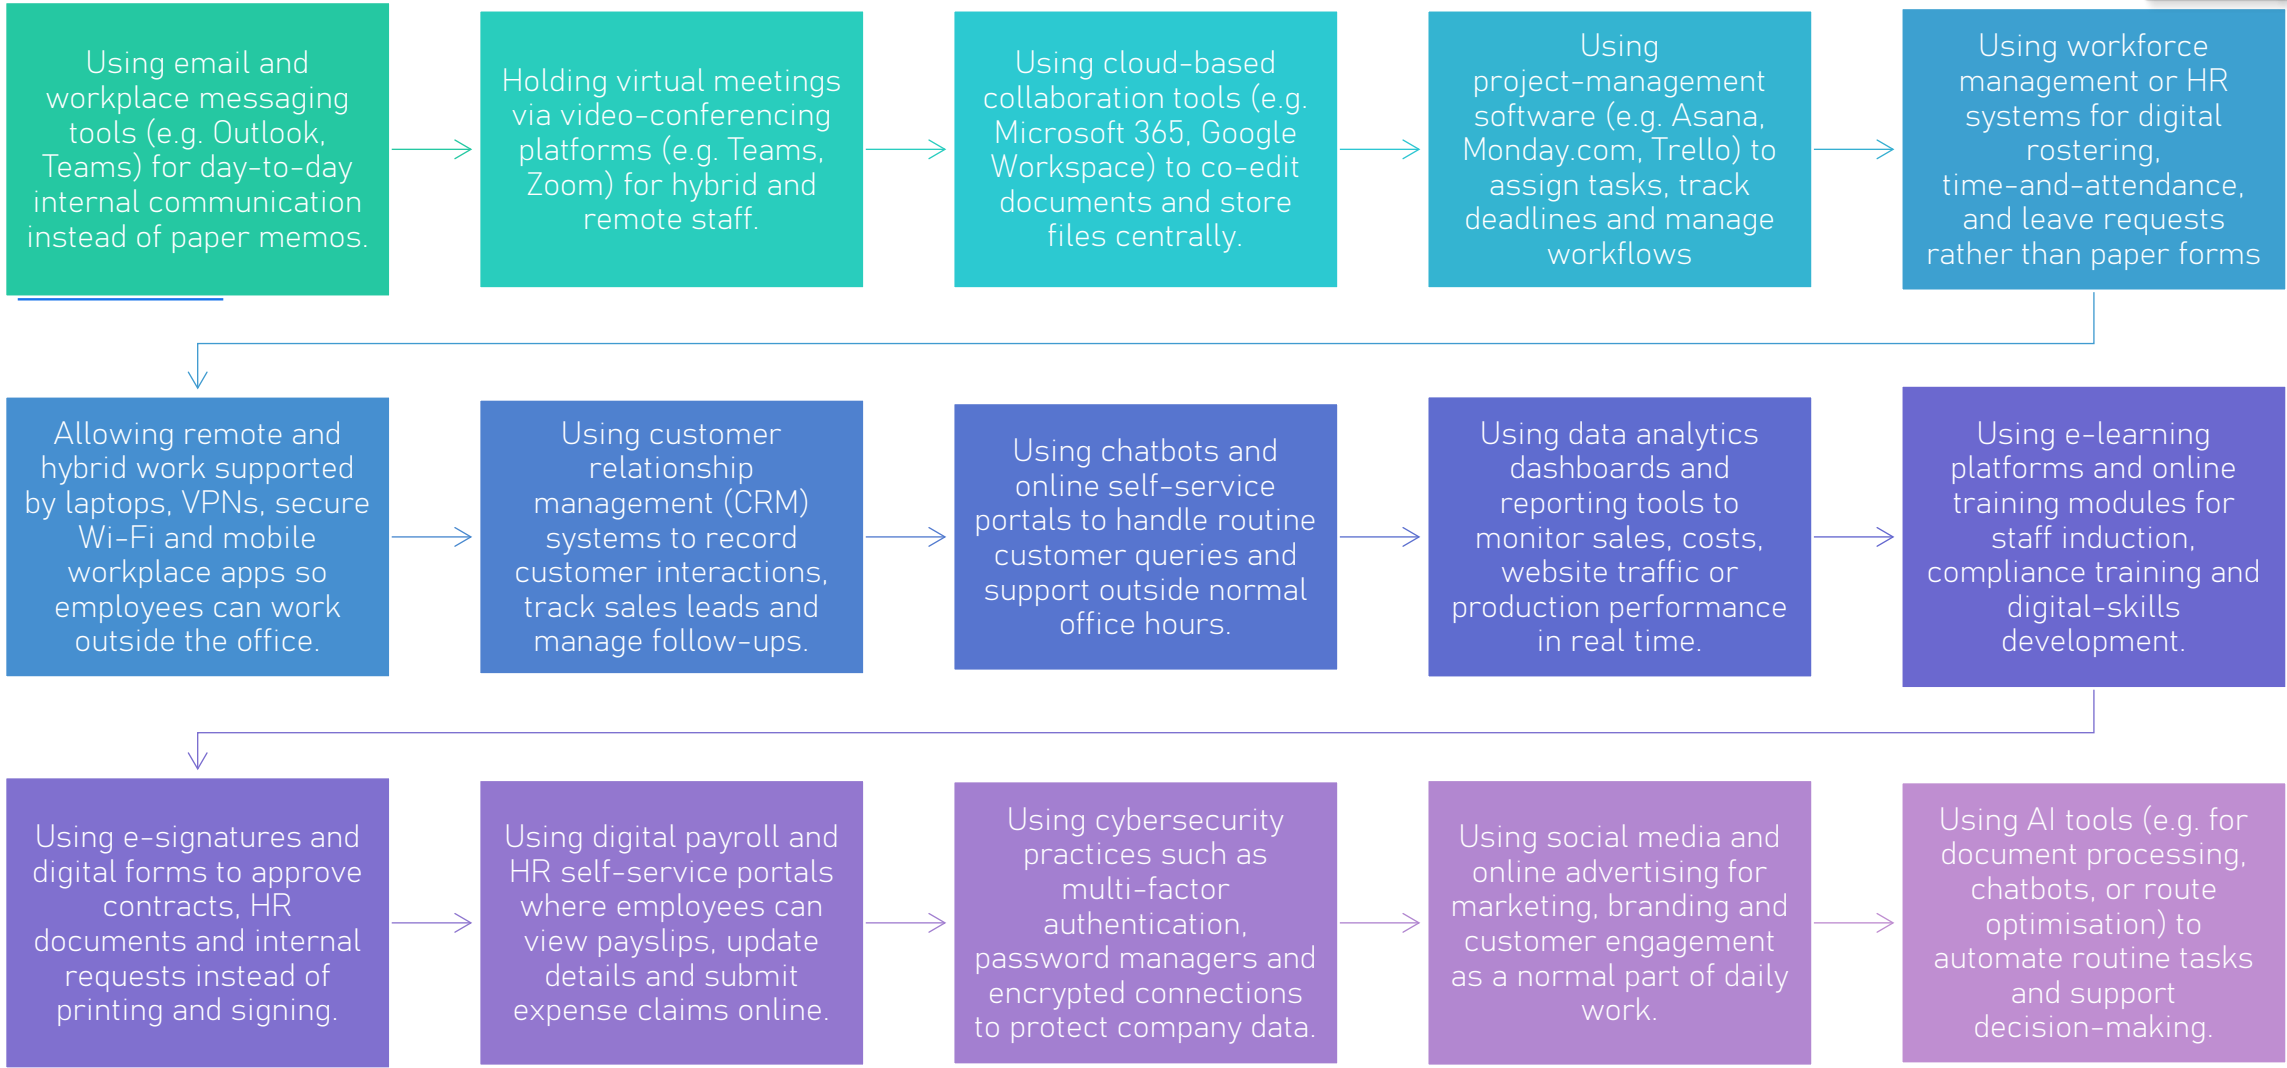 Using email and
workplace messaging
tools (e.g. Outlook,
Teams) for day-to-day
internal communication
instead of paper memos.
Holding virtual meetings
via video-conferencing
platforms (e.g. Teams,
Zoom) for hybrid and
remote staff.
Using cloud-based
collaboration tools (e.g.
Microsoft 365, Google
Workspace) to co-edit
documents and store
files centrally.
Using
project-management
software (e.g. Asana,
Monday.com, Trello) to
assign tasks, track
deadlines and manage
workflows
Using workforce
management or HR
systems for digital
rostering,
time-and-attendance,
and leave requests
rather than paper forms
Allowing remote and
hybrid work supported
by laptops, VPNs, secure
Wi-Fi and mobile
workplace apps so
employees can work
outside the office.
Using customer
relationship
management (CRM)
systems to record
customer interactions,
track sales leads and
manage follow-ups.
Using chatbots and
online self-service
portals to handle routine
customer queries and
support outside normal
office hours.
Using data analytics
dashboards and
reporting tools to
monitor sales, costs,
website traffic or
production performance
in real time.
Using e-learning
platforms and online
training modules for
staff induction,
compliance training and
digital-skills
development.
Using e-signatures and
digital forms to approve
contracts, HR
documents and internal
requests instead of
printing and signing.
Using digital payroll and
HR self-service portals
where employees can
view payslips, update
details and submit
expense claims online.
Using cybersecurity
practices such as
multi-factor
authentication,
password managers and
encrypted connections
to protect company data.
Using social media and
online advertising for
marketing, branding and
customer engagement
as a normal part of daily
work.
Using AI tools (e.g. for
document processing,
chatbots, or route
optimisation) to
automate routine tasks
and support
decision-making.